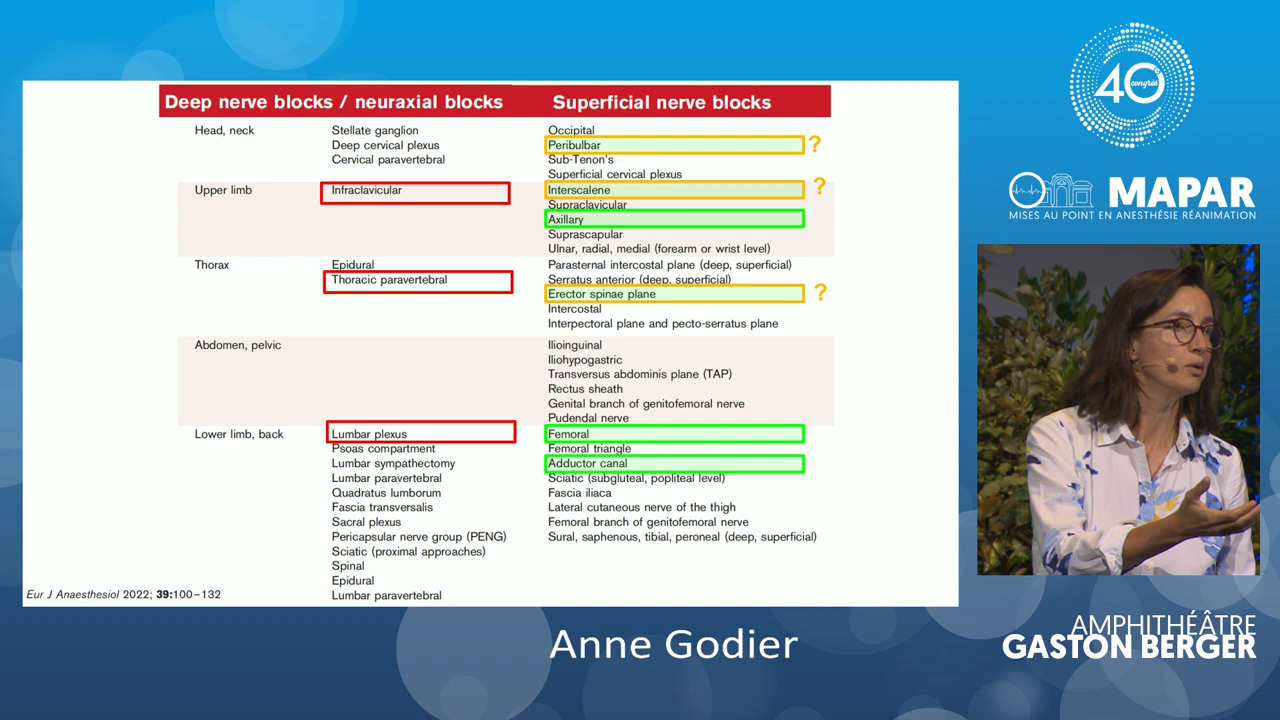 Deep nerve blocks / neuraxial blocks Superficial nerve blocks
Head, neck Stellate ganglion Occipital
Deep cervical plexus Peribulbar ?
Cervical paravertebral Sub-Tenon's
Superficial cervical plexus
Upper limb Infraclavicular Interscalene ?
Supraclavicular
Axillary
Suprascapular
Ulnar, radial, medial (forearm or wrist level)
Thorax Epidural Parasternal intercostal plane (deep, superficial)
Thoracic paravertebral Serratus anterior (deep, superficial)
Erector spinae plane ?
Intercostal
Interpectoral plane and pecto-serratus plane
Abdomen, pelvic Ilioinguinal
Iliohypogastric
Transversus abdominis plane (TAP)
Rectus sheath
Genital branch of genitofemoral nerve
Pudendal nerve
Lower limb, back Lumbar plexus Femoral
Psoas compartment Femoral triangle
Lumbar sympathectomy Adductor canal
Lumbar paravertebral Sciatic (subgluteal, popliteal level)
Quadratus lumborum Fascia iliaca
Fascia transversalis Lateral cutaneous nerve of the thigh
Sacral plexus Femoral branch of genitofemoral nerve
Pericapsular nerve group (PENG) Sural, saphenous, tibial, peroneal (deep, superficial)
Sciatic (proximal approaches)
Spinal
Epidural
Lumbar paravertebral
Eur J Anaesthesiol 2022; 39:100–132
40e congrès
MAPAR
MISES AU POINT EN ANESTHÉSIE RÉANIMATION
Anne Godier
AMPHITHÉÂTRE
GASTON BERGER